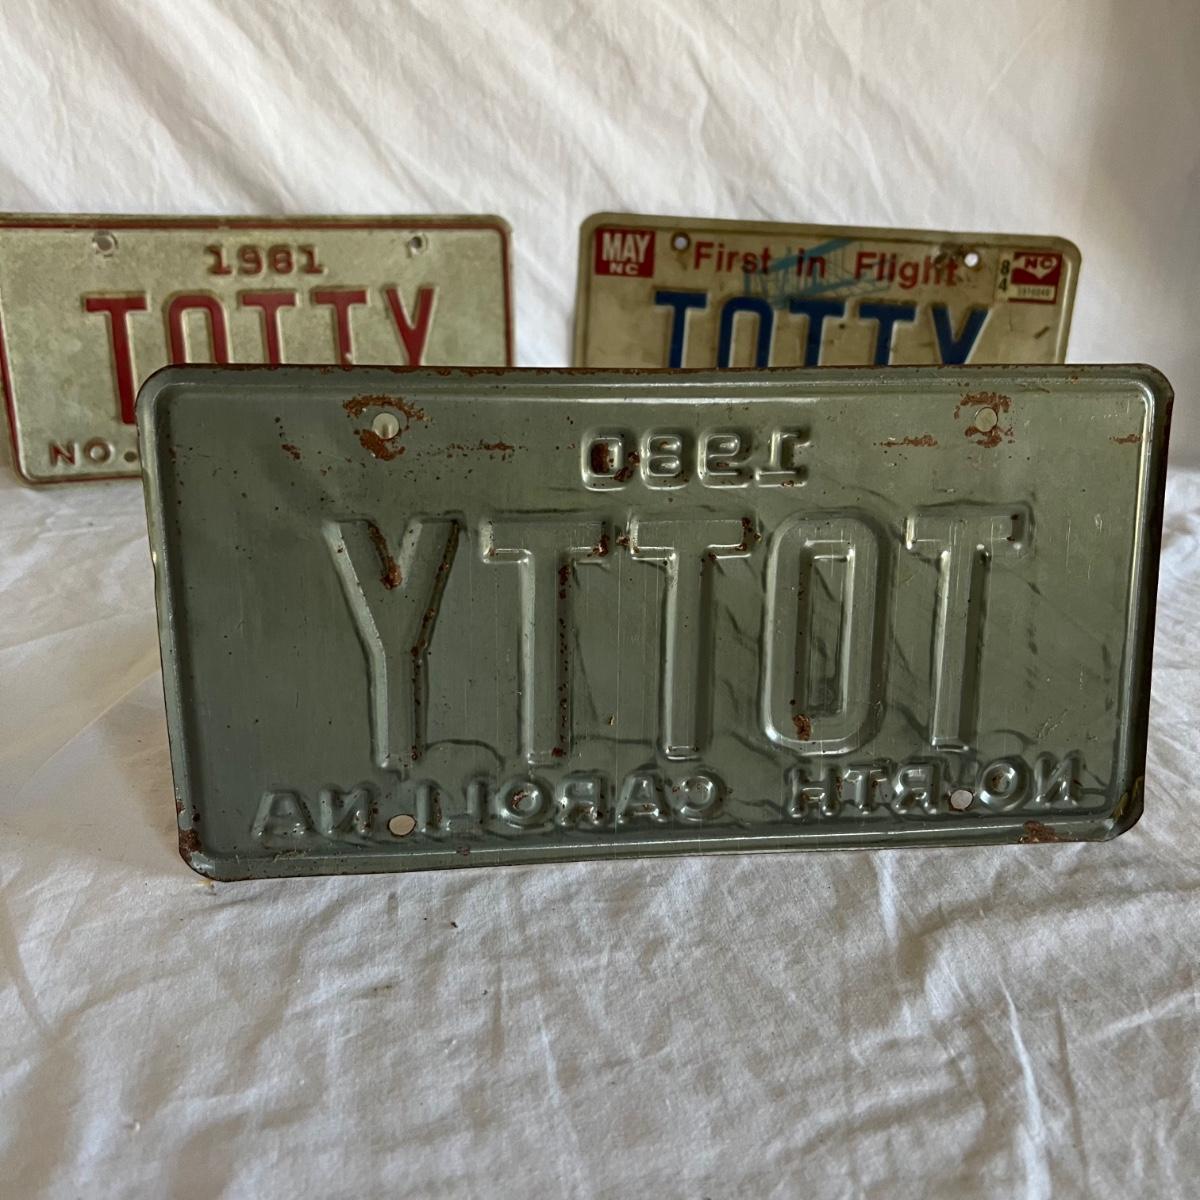 1981
TOTTY
NO.
MAY
NC
First in Flight
NC
84
TOTTY
1980
TOTTY
NORTH CAROLINA